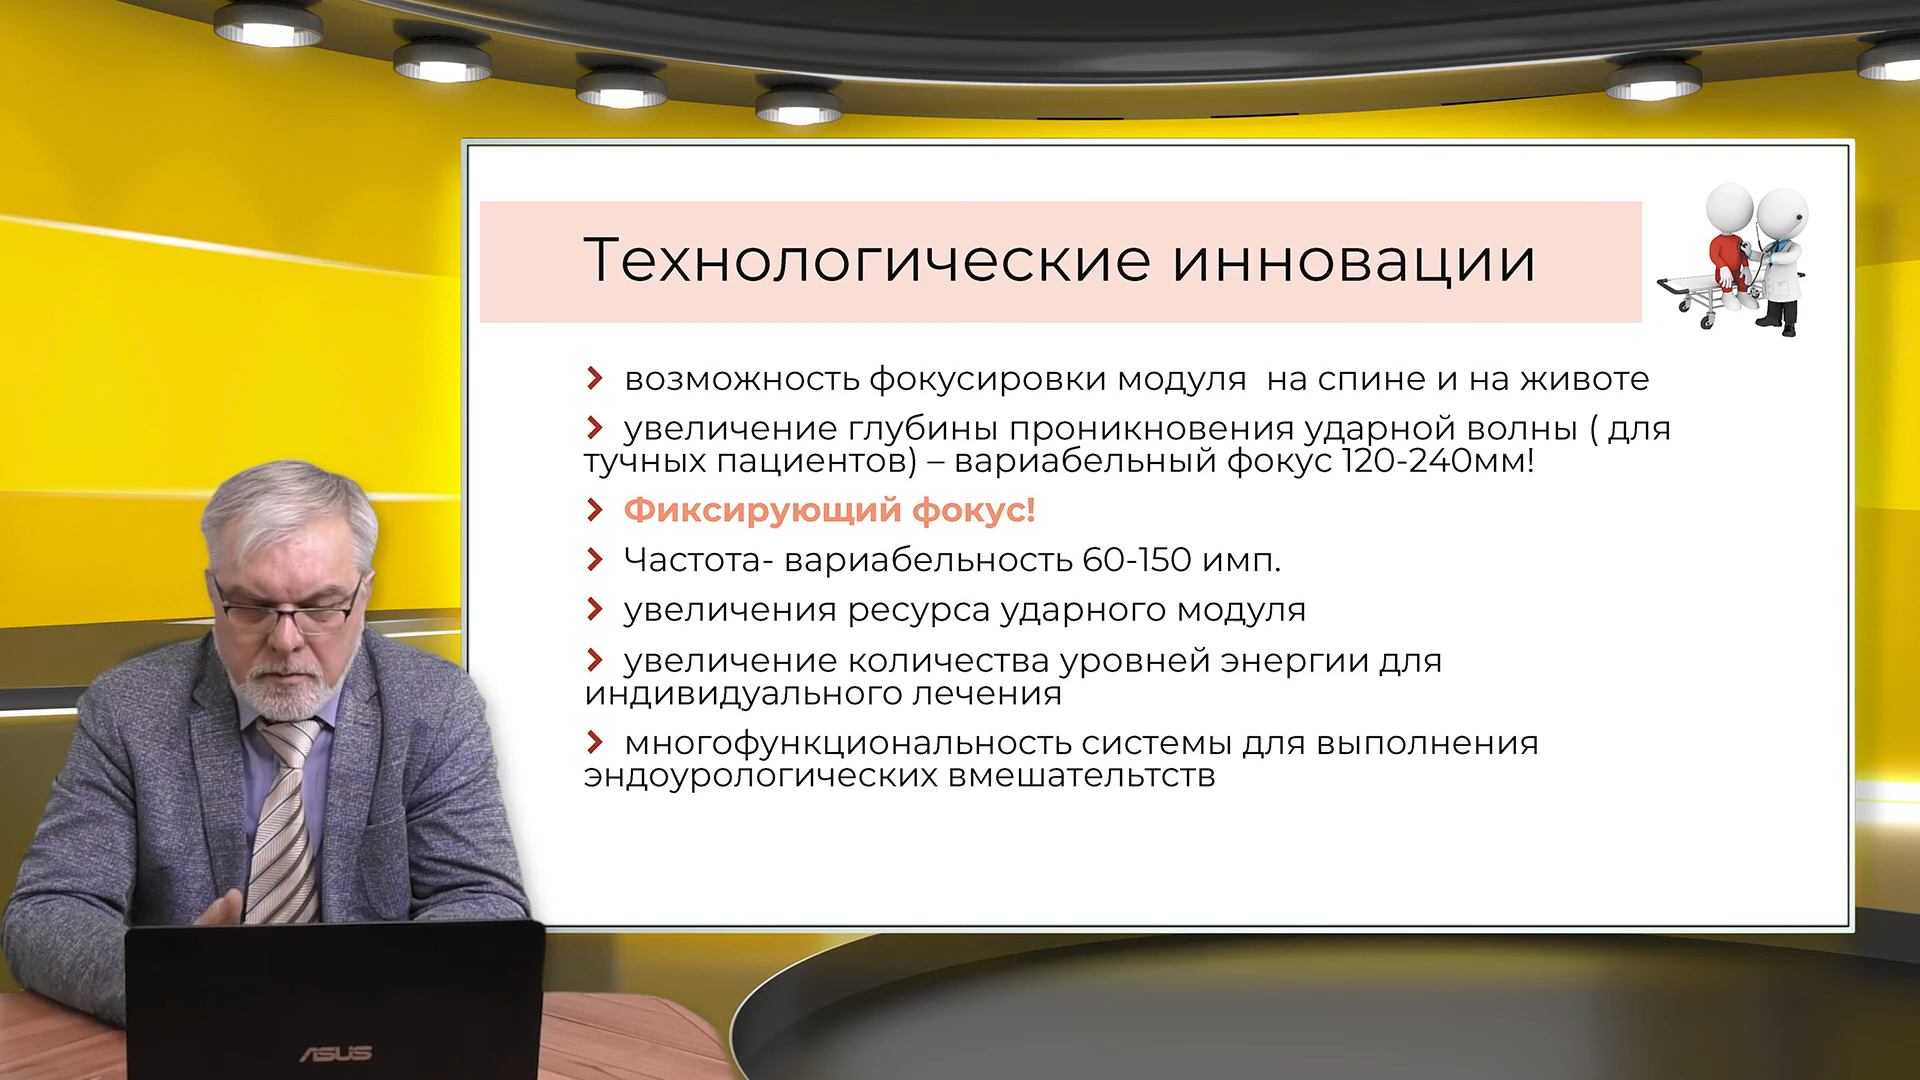 Технологические инновации
возможность фокусировки модуля на спине и на животе
увеличение глубины проникновения ударной волны ( для
тучных пациентов) – вариабельный фокус 120-240мм!
Фиксирующий фокус!
Частота- вариабельность 60-150 имп.
увеличения ресурса ударного модуля
увеличение количества уровней энергии для
индивидуального лечения
многофункциональность системы для выполнения
эндоурологических вмешательтств
ASUS